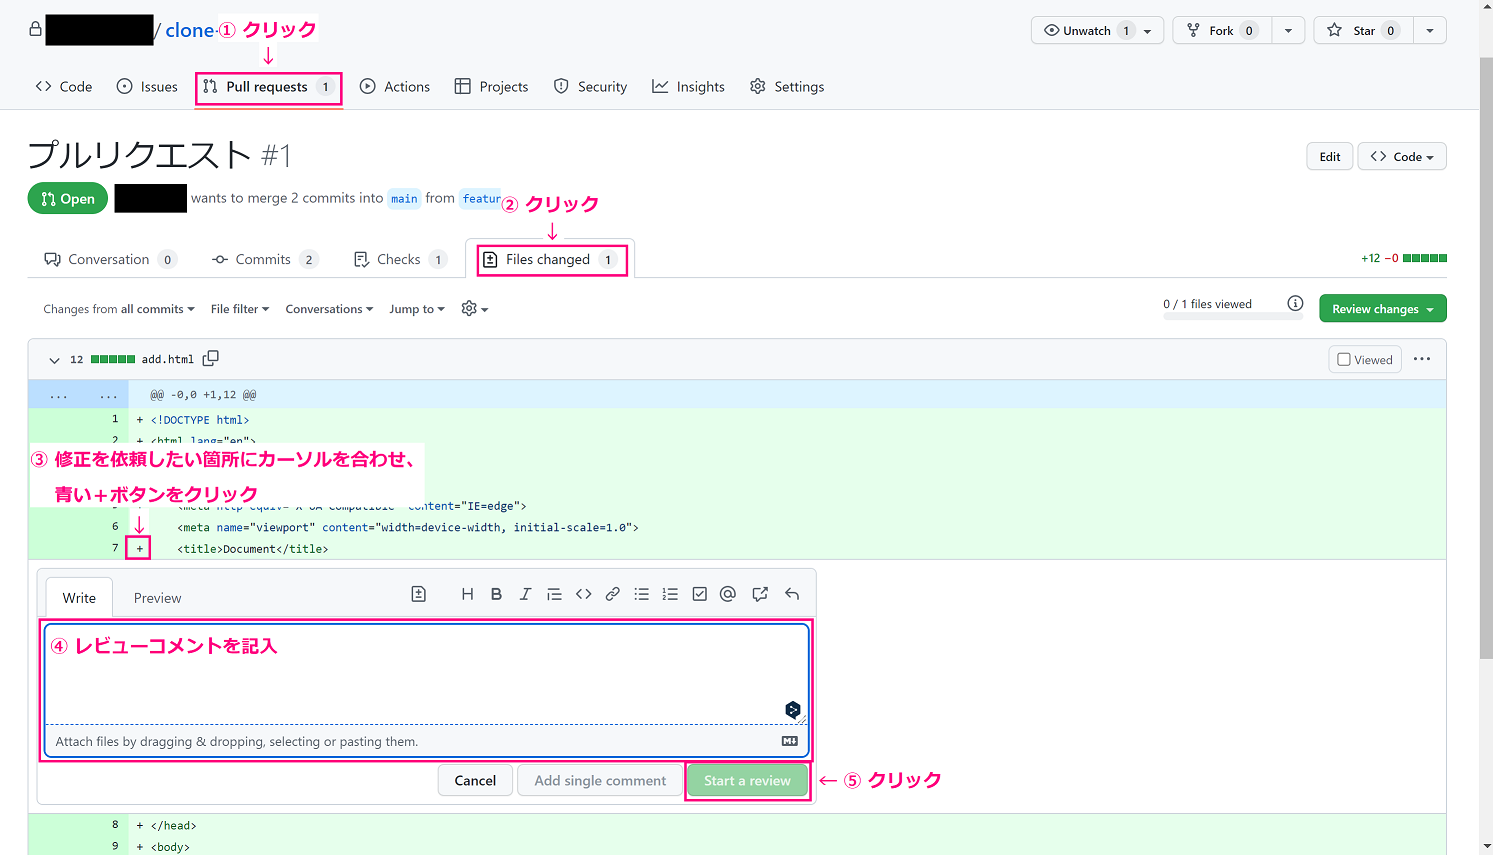 / clone- ① クリック
Unwatch 1 Fork 0 Star 0
Code Issues Pull requests 1 Actions Projects Security Insights Settings
プルリクエスト #1
Edit Code
Open wants to merge 2 commits into main from featur
② クリック
Conversation 0 Commits 2 Checks 1 Files changed 1 +12 −0
Changes from all commits File filter Conversations Jump to
0 / 1 files viewed Review changes
12 add.html Viewed
... ... @@ -0,0 +1,12 @@
1 + <!DOCTYPE html>
2 + <html lang="en">
③ 修正を依頼したい箇所にカーソルを合わせ、
青い＋ボタンをクリック
content="IE=edge">
6 <meta name="viewport" content="width=device-width, initial-scale=1.0">
7 + <title>Document</title>
Write Preview
④ レビューコメントを記入
Attach files by dragging & dropping, selecting or pasting them.
Cancel Add single comment Start a review ← ⑤ クリック
8 + </head>
9 + <body>